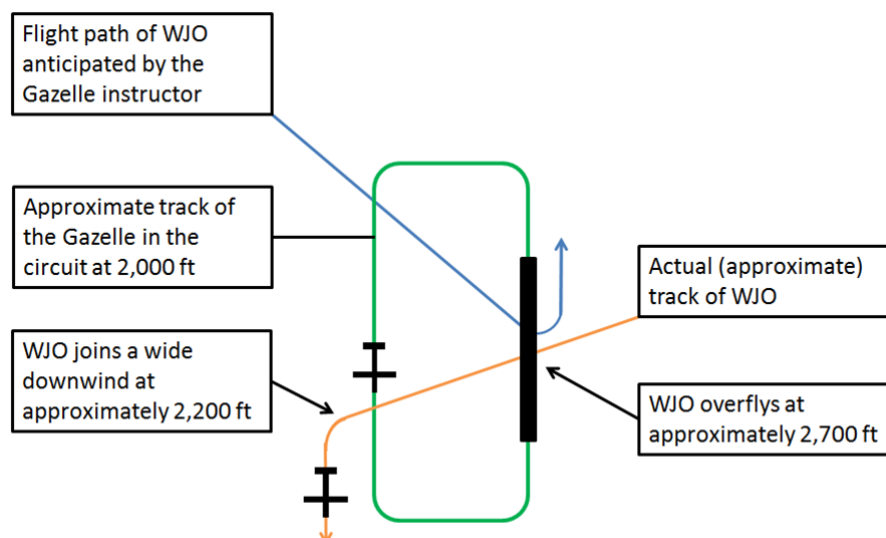 Flight path of WJO
anticipated by the
Gazelle instructor
Approximate track of
the Gazelle in the
circuit at 2,000 ft
Actual (approximate)
track of WJO
WJO joins a wide
downwind at
approximately 2,200 ft
WJO overflys at
approximately 2,700 ft